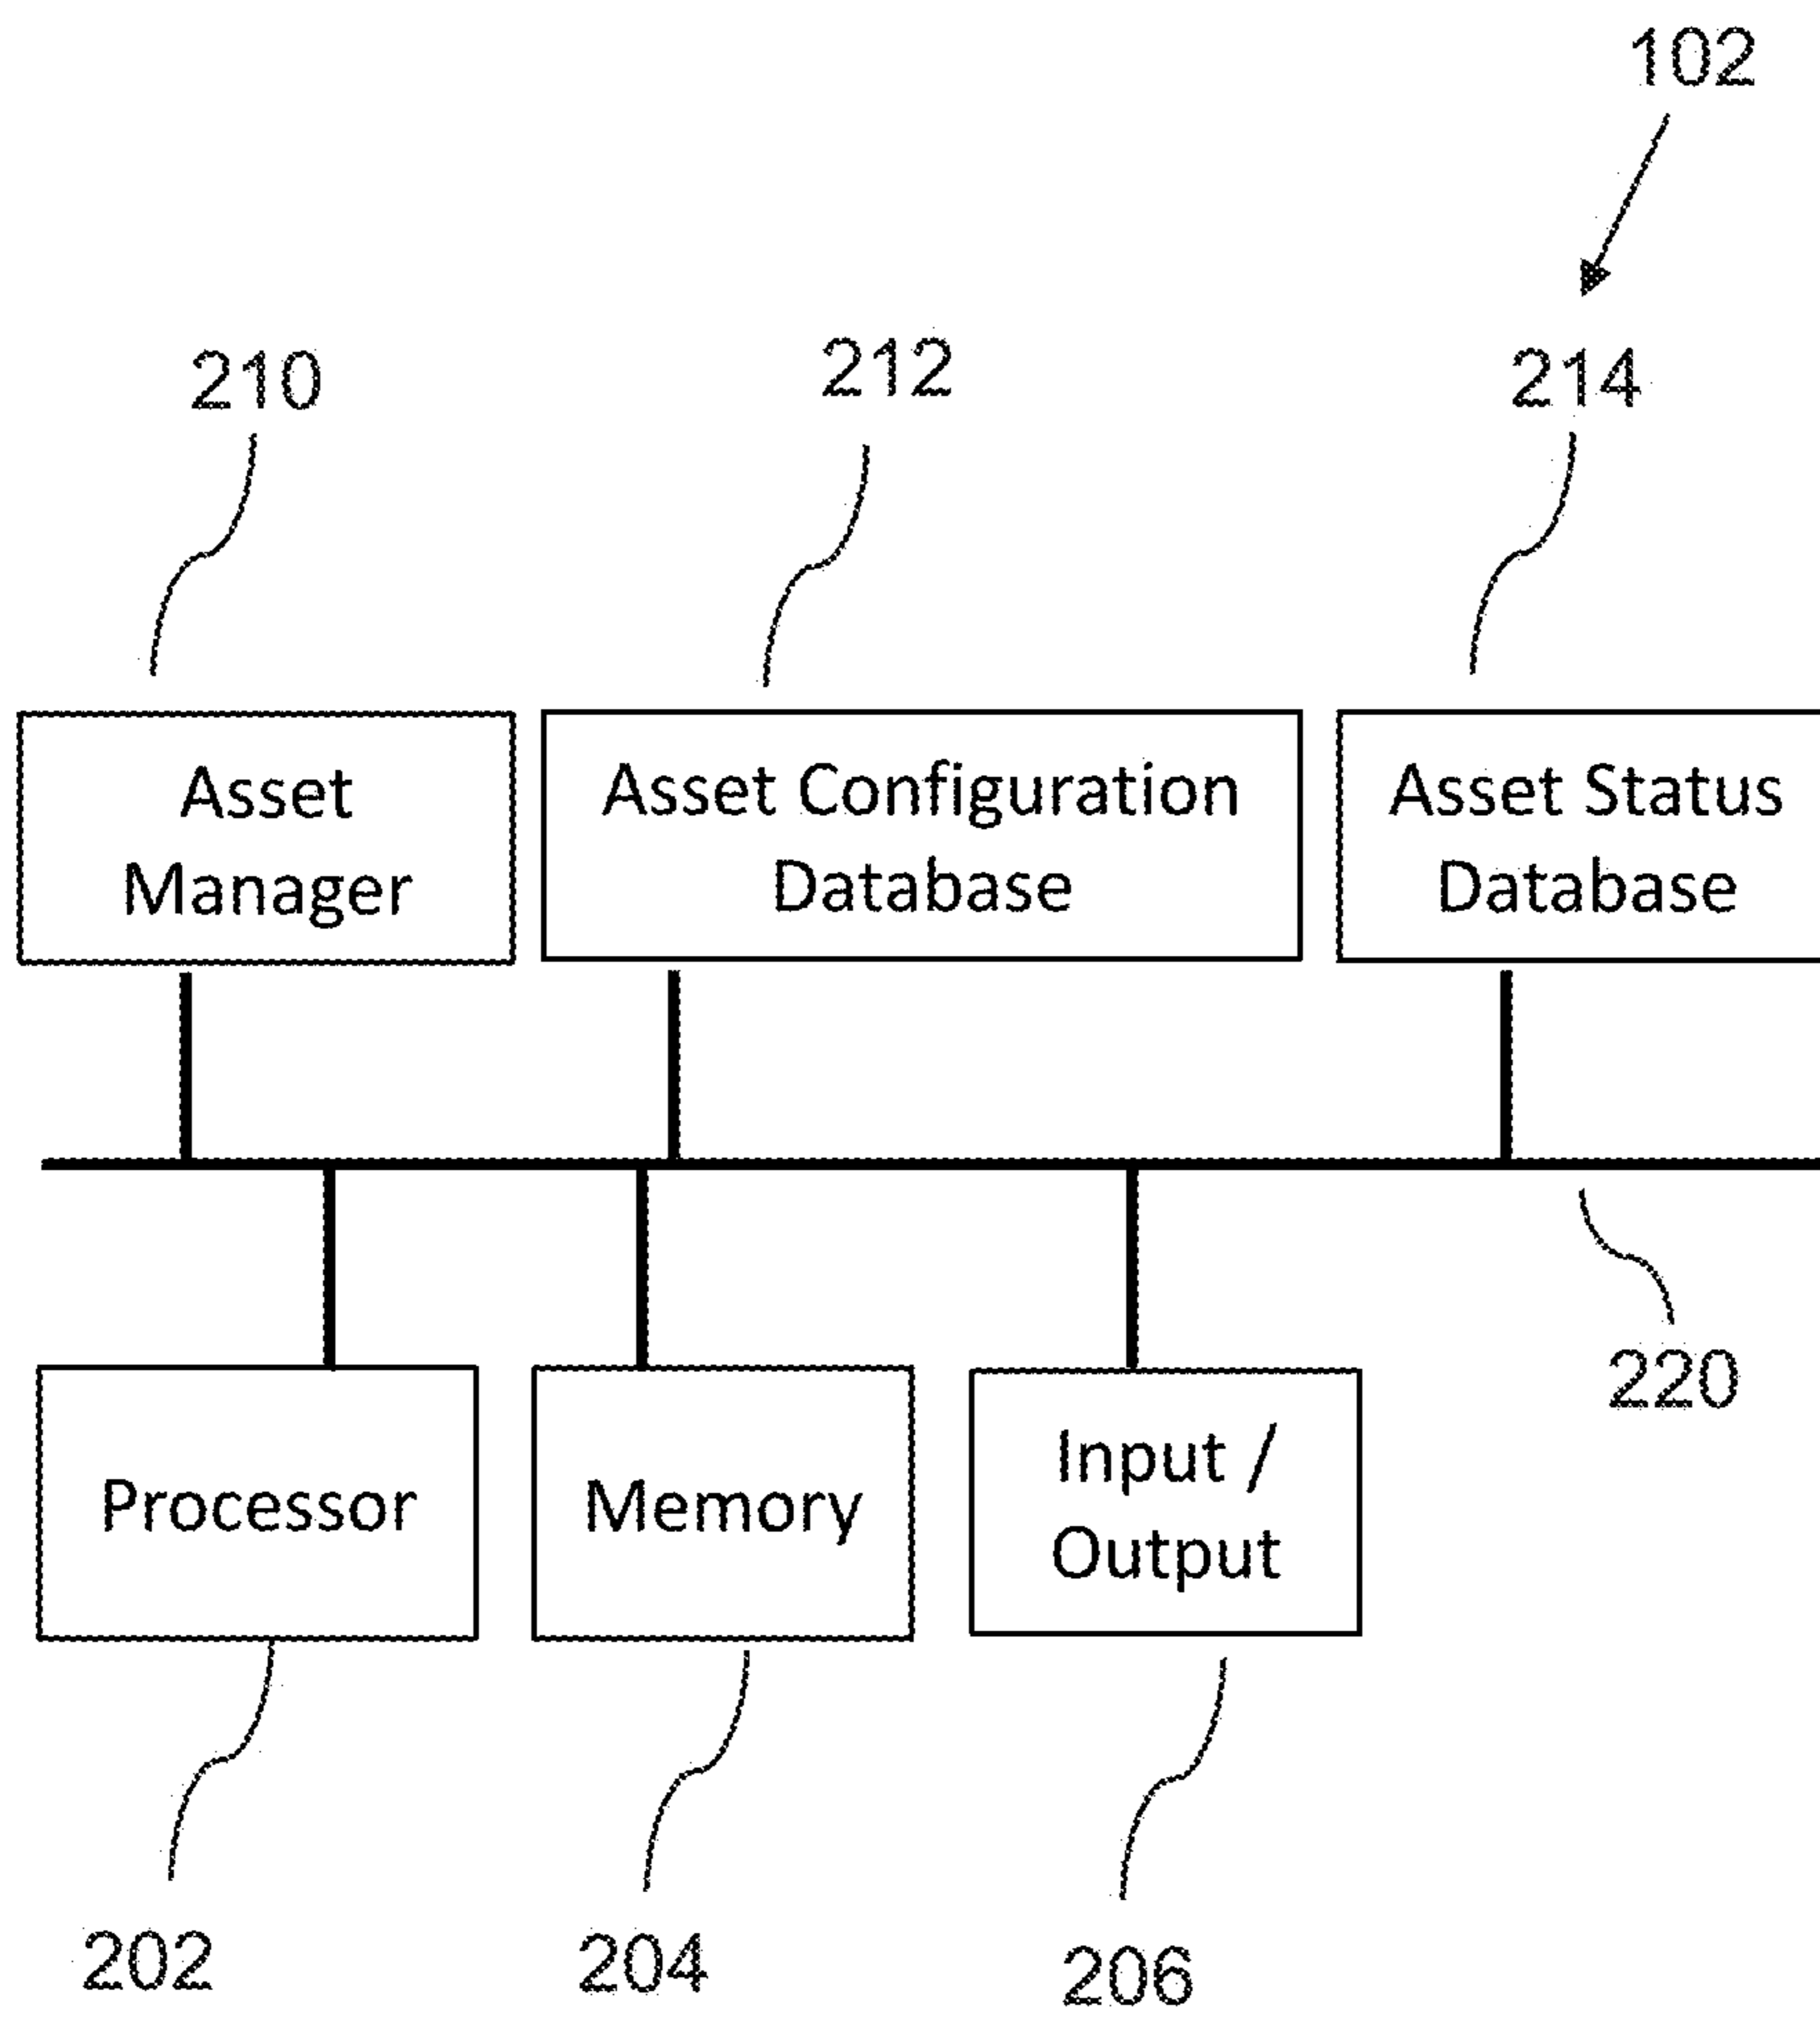 102
210
212
214
Asset
Manager
Asset Configuration
Database
Asset Status
Database
220
Processor
Memory
Input /
Output
202
204
206